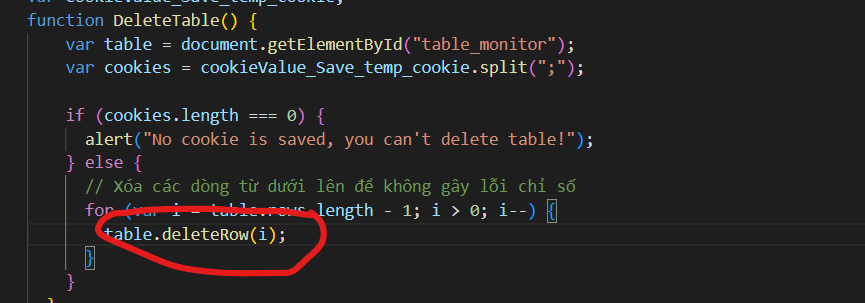 function DeleteTable() {
var table = document.getElementById("table_monitor");
var cookies = cookieValue_Save_temp_cookie.split(";");
if (cookies.length === 0) {
alert("No cookie is saved, you can't delete table!");
} else {
// Xóa các dòng từ dưới lên để không gây lỗi chỉ số
for (var i = table.rows.length - 1; i > 0; i--) {
table.deleteRow(i);
}
}
}